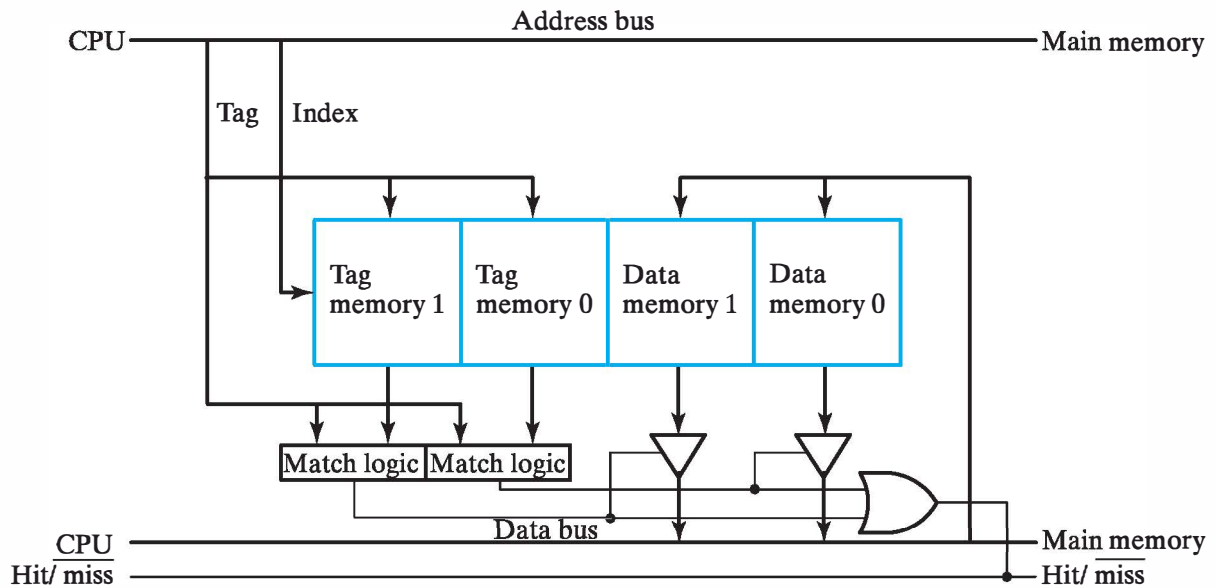 Address bus
CPU
Main memory
Tag
Index
Tag
memory 1
Tag
memory 0
Data
memory 1
Data
memory 0
Match logic
Match logic
Data bus
CPU
Main memory
Hit/ miss
Hit/ miss